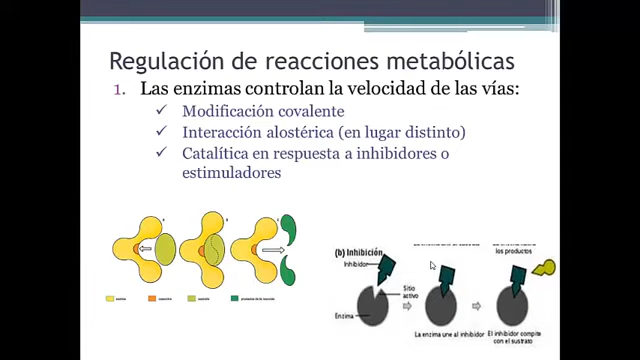 Regulación de reacciones metabólicas
1. Las enzimas controlan la velocidad de las vías:
✓ Modificación covalente
✓ Interacción alostérica (en lugar distinto)
✓ Catalítica en respuesta a inhibidores o
estimuladores
(b) Inhibición
los productos
Inhibidor
Sitio
activo
Enzima
La enzima une al inhibidor
El inhibidor compite
con el sustrato